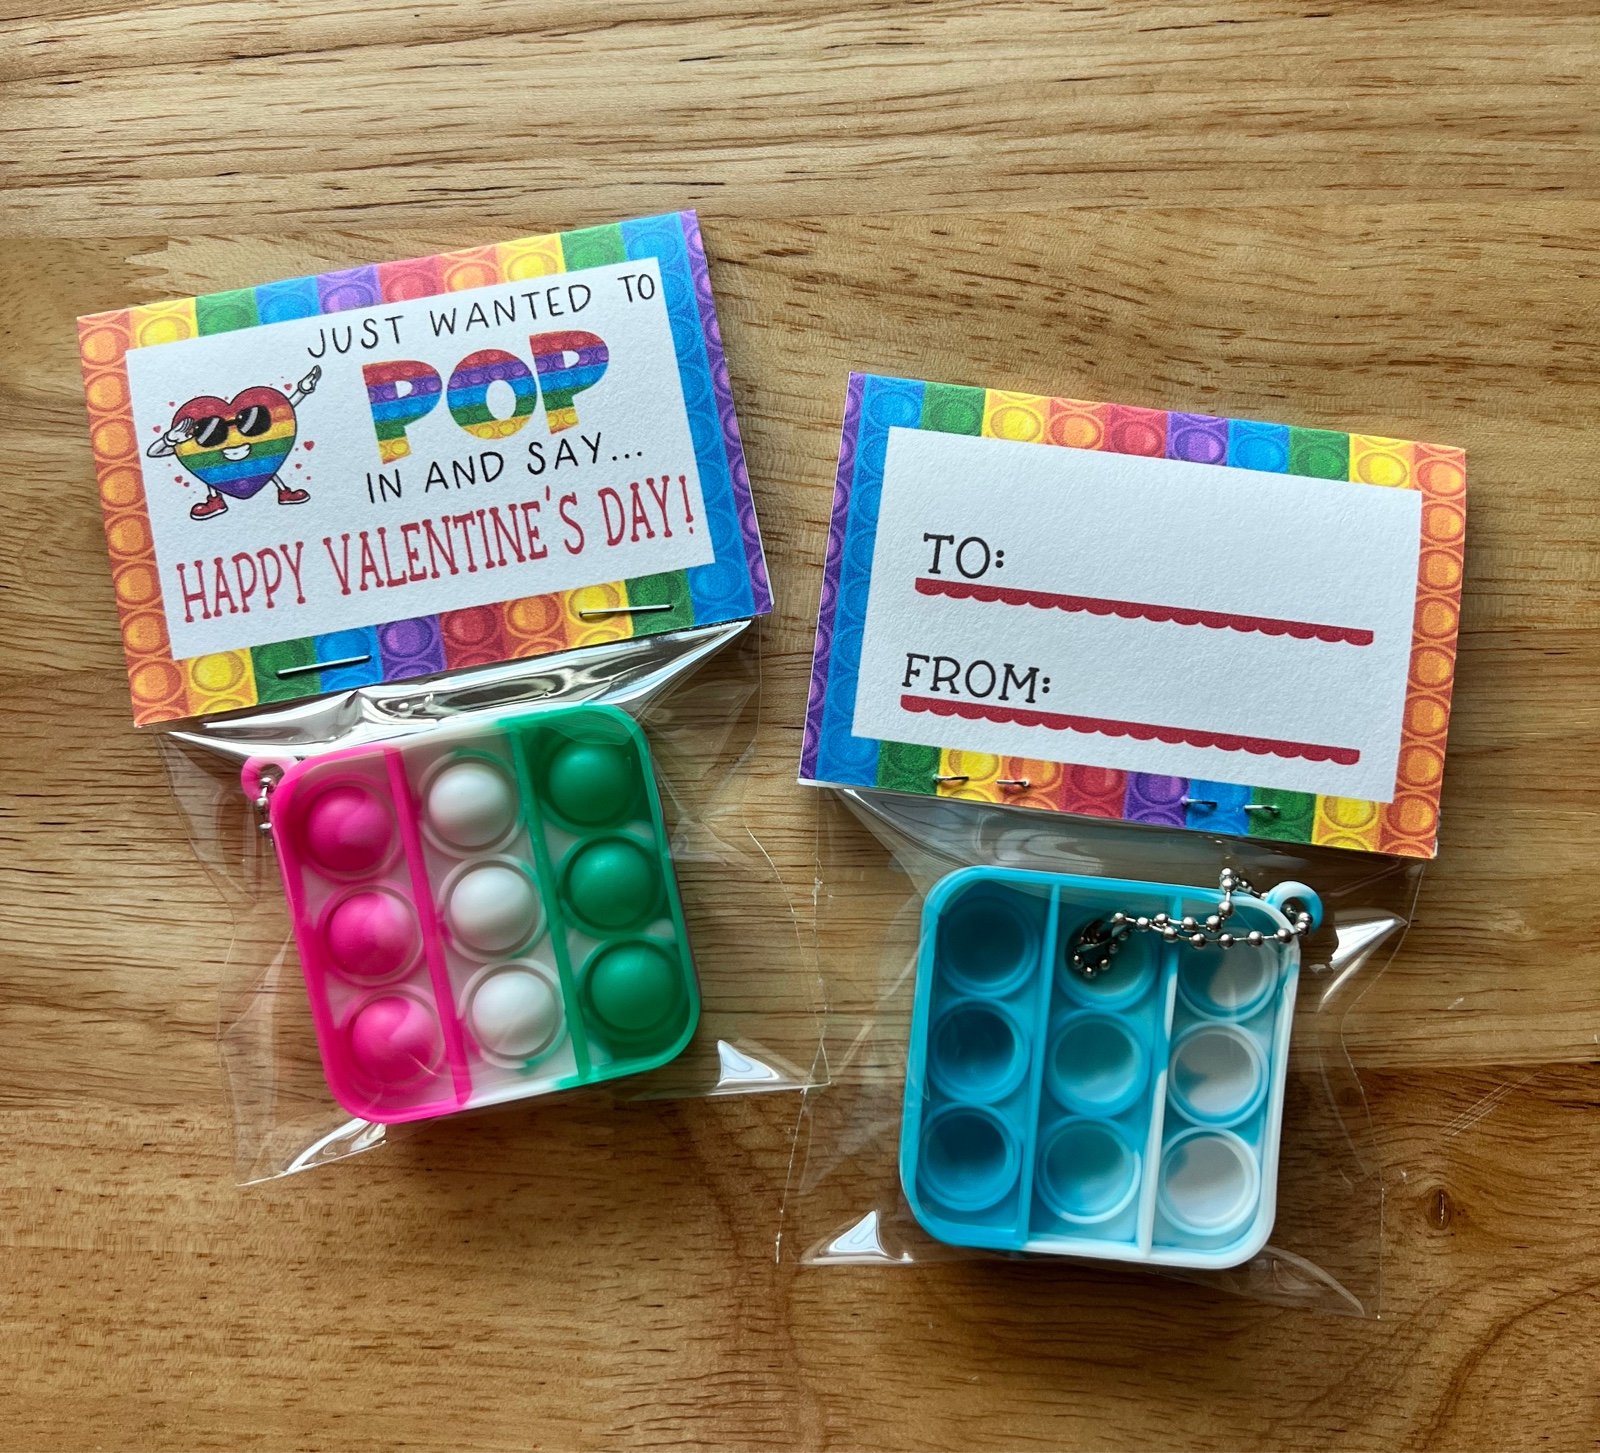 JUST WANTED TO
POP
IN AND SAY...
HAPPY VALENTINE'S DAY!
TO:
FROM: